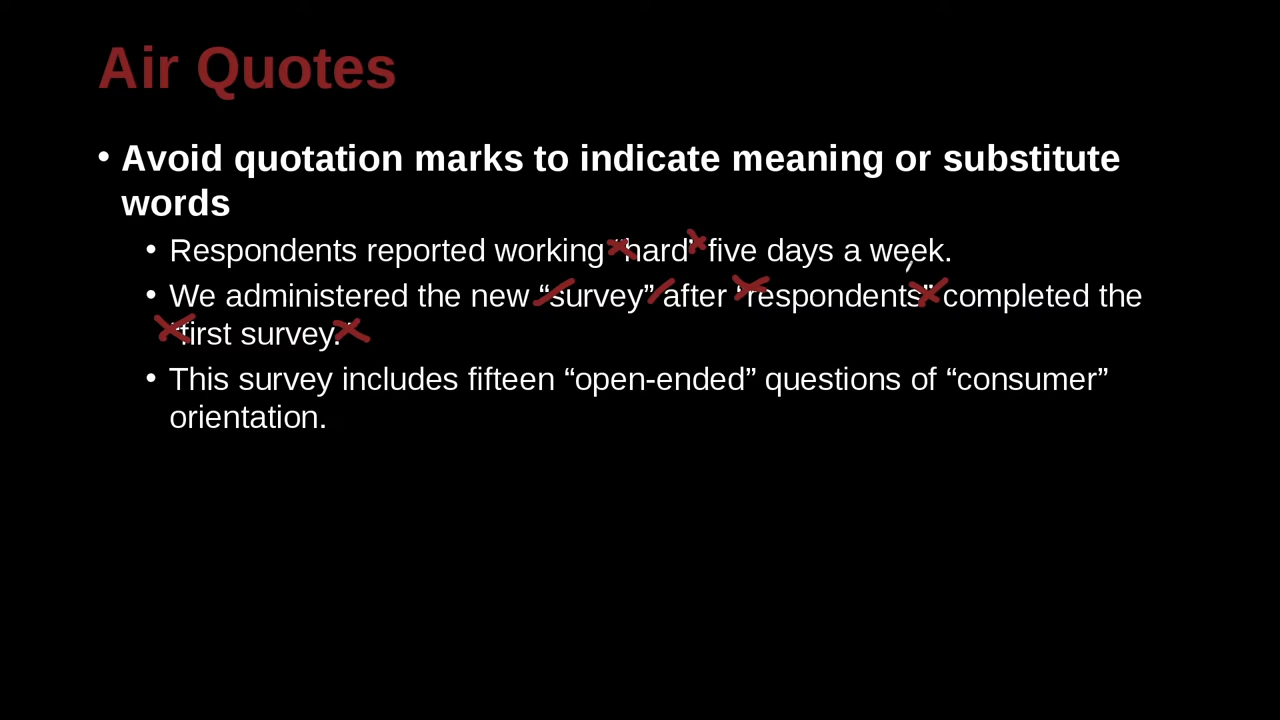 Air Quotes
• Avoid quotation marks to indicate meaning or substitute
words
• Respondents reported working “hard” five days a week.
• We administered the new “survey” after “respondents” completed the
“first survey.”
• This survey includes fifteen “open-ended” questions of “consumer”
orientation.